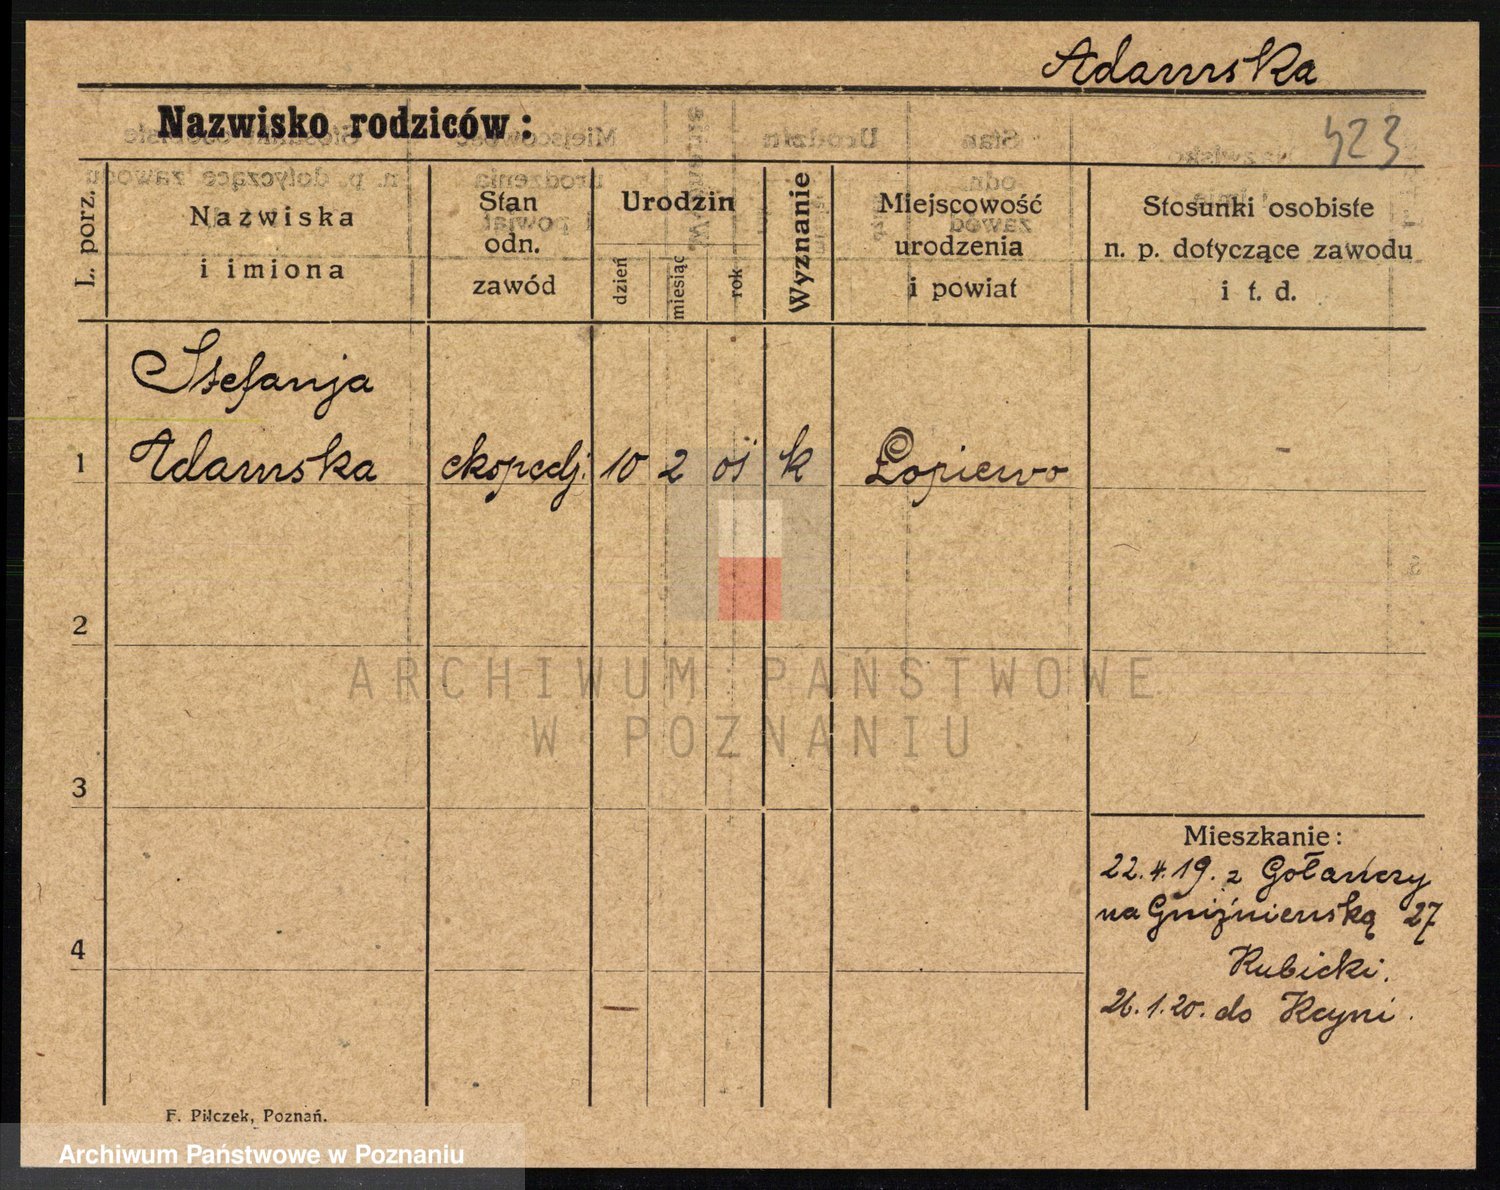 Adamska
423
Nazwisko rodziców:
L. porz.
Nazwiska
i imiona
Stan
odn.
zawód
Urodzin
dzień
miesiąc
rok
Wyznanie
Miejscowość
urodzenia
i powiat
Stosunki osobiste
n. p. dotyczące zawodu
i t. d.
Stefanja
1 Adamska ekspedj. 10 2 01 k Łopiewo
2
3
4
Mieszkanie:
22.4.19. z Gołańczy
na Gnieźnieńską 27
Rubicki.
26.1.20. do Kcyni.
F. Pilczek, Poznań.
ARCHIWUM PAŃSTWOWE
W POZNANIU
Archiwum Państwowe w Poznaniu